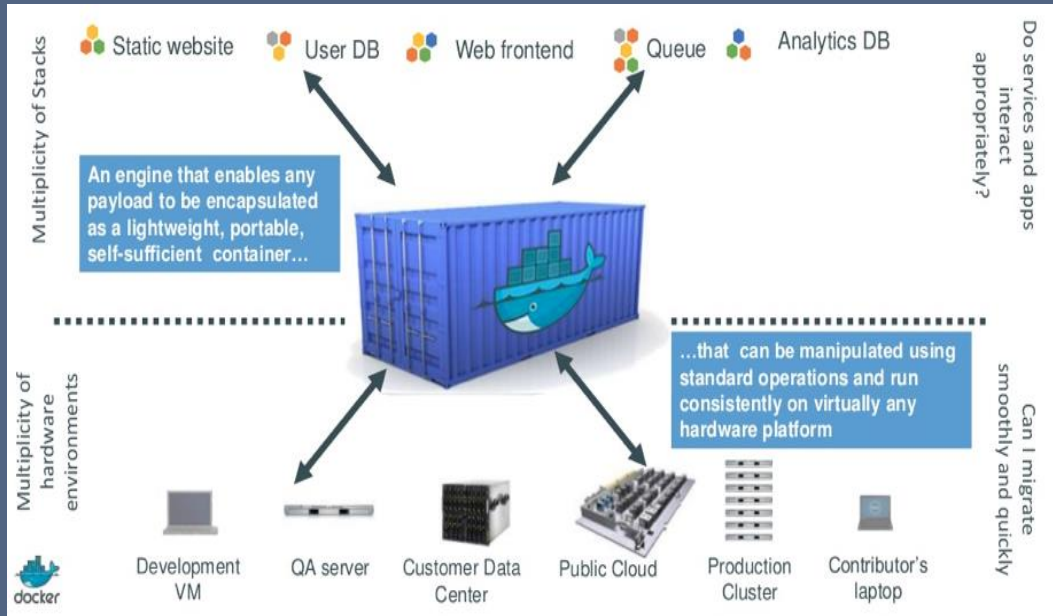 Multiplicity of Stacks
Static website
User DB
Web frontend
Queue
Analytics DB
Do services and apps
interact
appropriately?
An engine that enables any
payload to be encapsulated
as a lightweight, portable,
self-sufficient container…
…that can be manipulated using
standard operations and run
consistently on virtually any
hardware platform
Multiplicity of
hardware
environments
Can I migrate
smoothly and quickly
Development
VM
QA server
Customer Data
Center
Public Cloud
Production
Cluster
Contributor's
laptop
docker